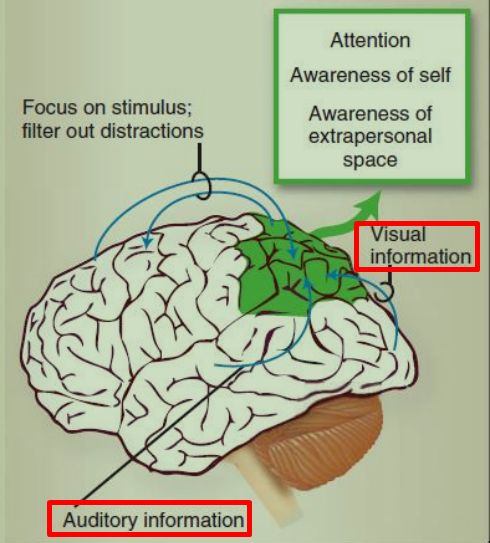 Attention
Awareness of self
Awareness of
extrapersonal
space
Focus on stimulus;
filter out distractions
Visual
information
Auditory information